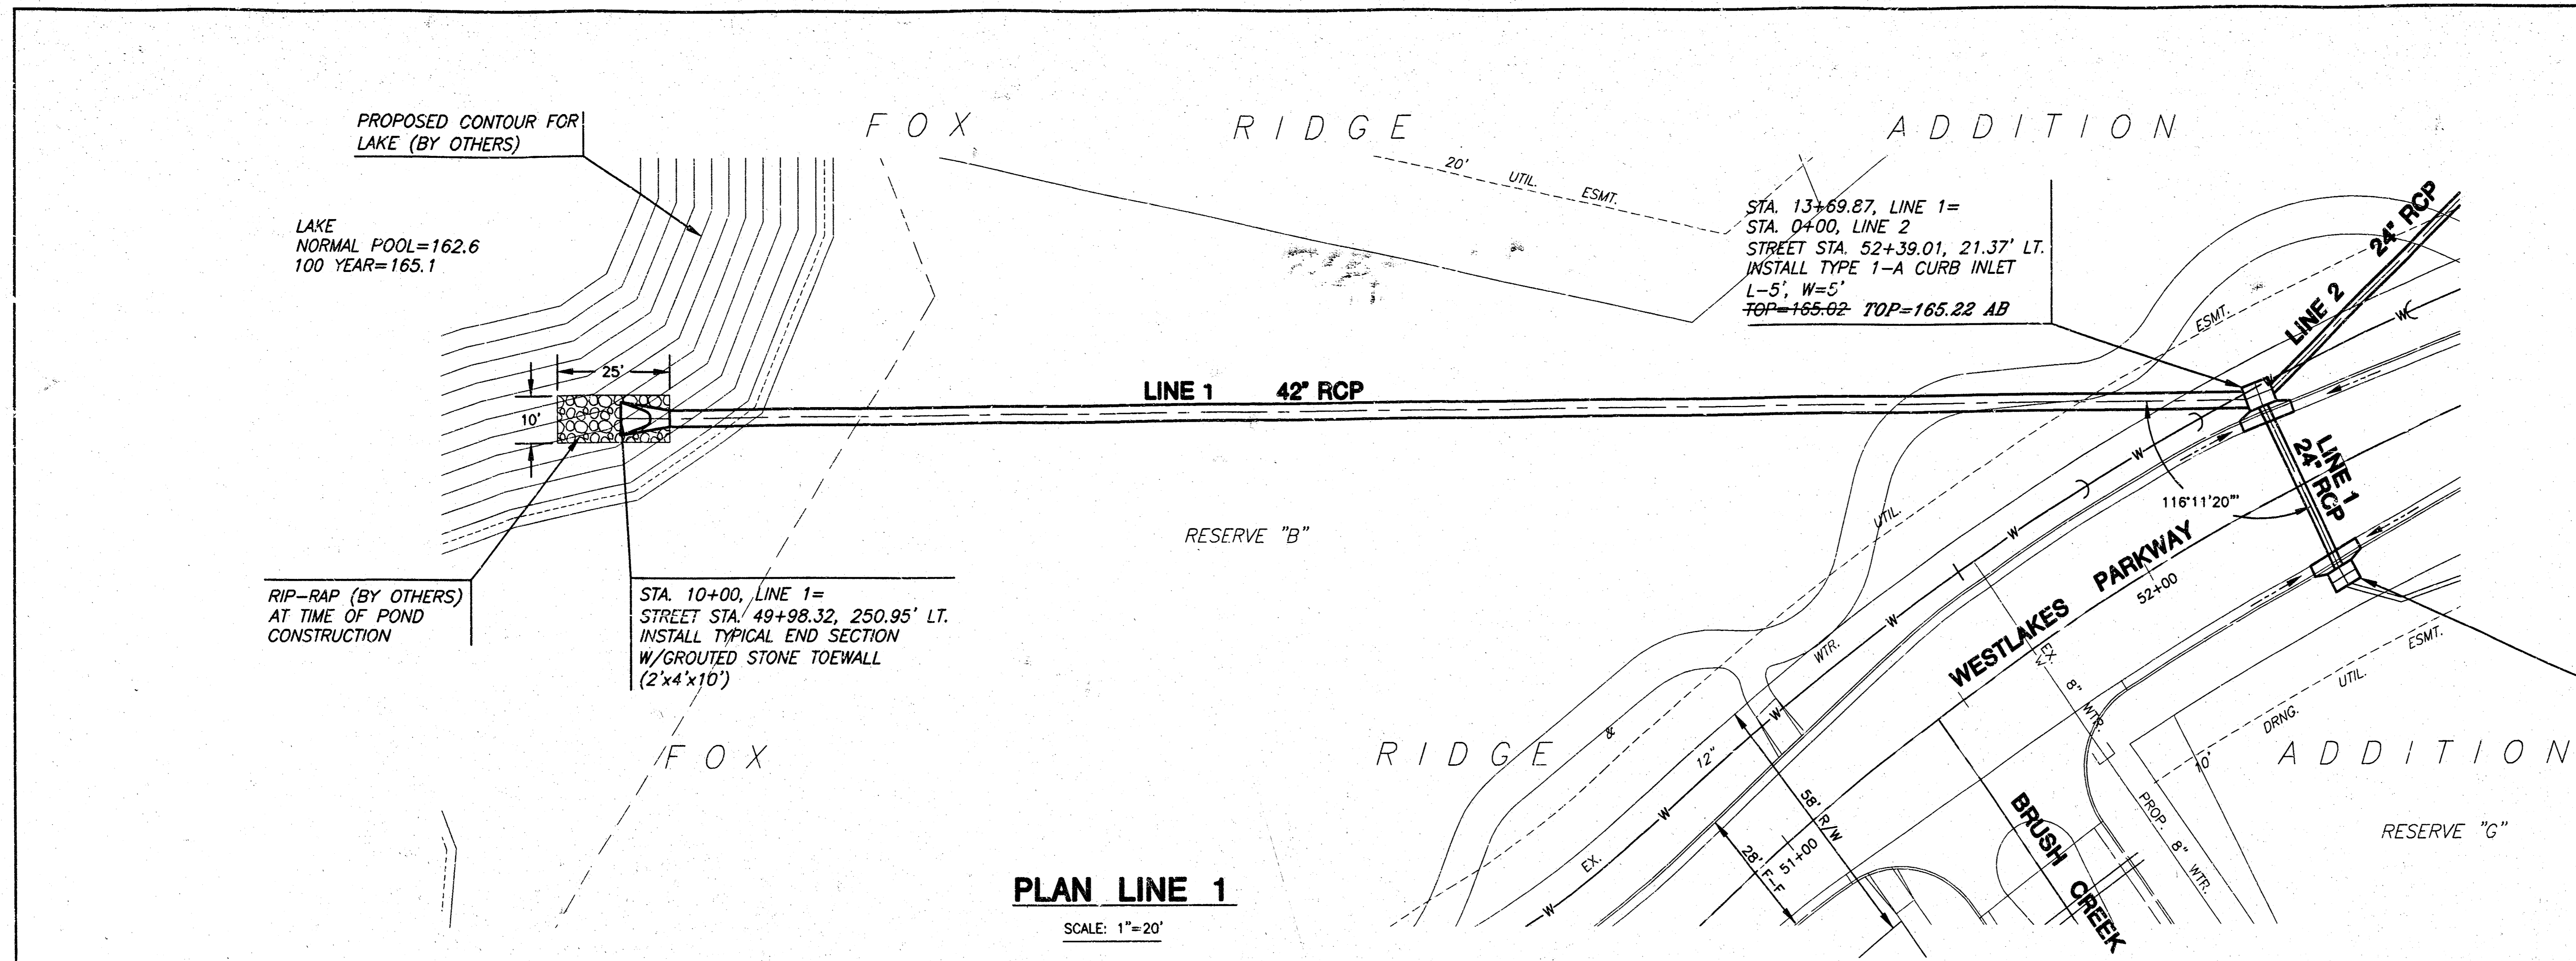 FOX RIDGE ADDITION
PROPOSED CONTOUR FOR
LAKE (BY OTHERS)
LAKE
NORMAL POOL=162.6
100 YEAR=165.1
20' UTIL. ESMT.
STA. 13+69.87, LINE 1=
STA. 0+00, LINE 2
STREET STA. 52+39.01, 21.37' LT.
INSTALL TYPE 1-A CURB INLET
L-5', W=5'
TOP=165.02 TOP=165.22 AB
24" RCP
LINE 2
ESMT.
25'
10'
LINE 1 42" RCP
LINE 1
24" RCP
116°11'20"'
UTIL.
W
W
W
W
W
W
W
W
W
RESERVE "B"
RIP-RAP (BY OTHERS)
AT TIME OF POND
CONSTRUCTION
STA. 10+00, LINE 1=
STREET STA. 49+98.32, 250.95' LT.
INSTALL TYPICAL END SECTION
W/GROUTED STONE TOEWALL
(2'x4'x10')
WESTLAKES PARKWAY
52+00
WTR.
EX.
8"
WTR.
ESMT.
UTIL.
DRNG.
10'
FOX RIDGE ADDITION
&
12"
EX.
58' R/W
28' F-F
51+00
BRUSH CREEK
PROP. 8" WTR.
RESERVE "G"
PLAN LINE 1
SCALE: 1"=20'